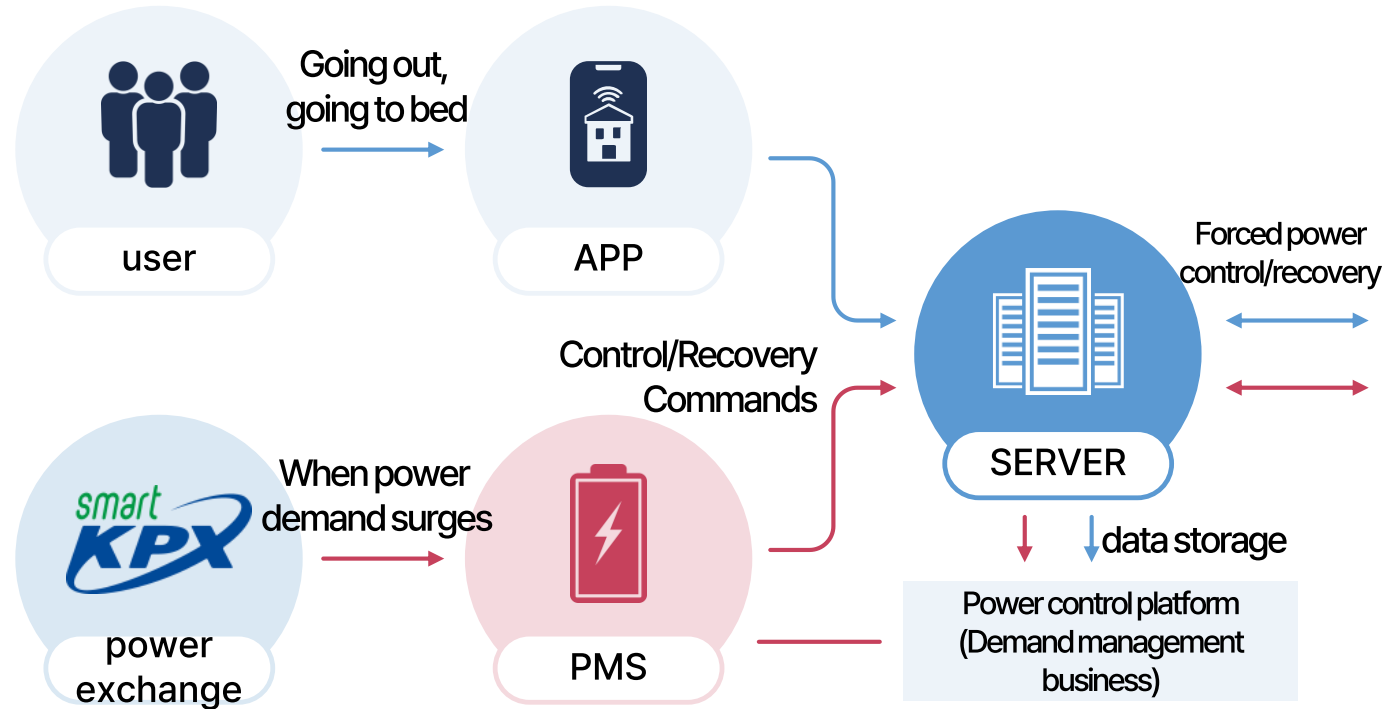 Going out,
going to bed
user
APP
Forced power
control/recovery
Control/Recovery
Commands
SERVER
smart
KPX
When power
demand surges
power
exchange
PMS
data storage
Power control platform
(Demand management
business)